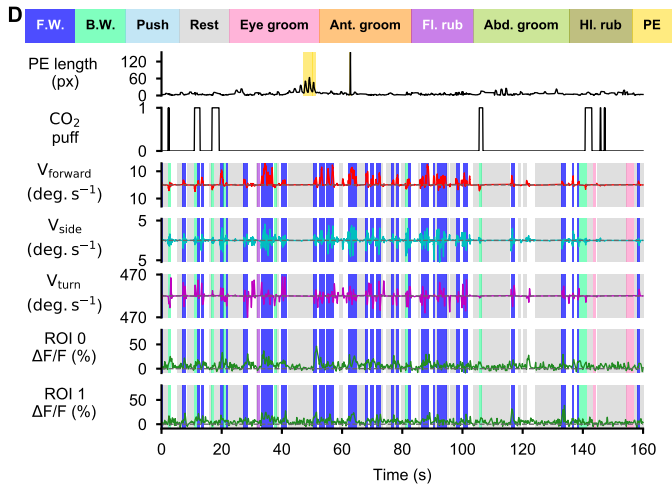 D
F.W. B.W. Push Rest Eye groom Ant. groom Fl. rub Abd. groom Hl. rub PE
PE length
(px)
150
60
0
CO₂
puff
1
0
Vforward
(deg. s⁻¹)
10
10
Vside
(deg. s⁻¹)
5
5
Vturn
(deg. s⁻¹)
470
470
ROI 0
ΔF/F (%)
50
0
ROI 1
ΔF/F (%)
50
0
0 20 40 60 80 100 120 140 160
Time (s)